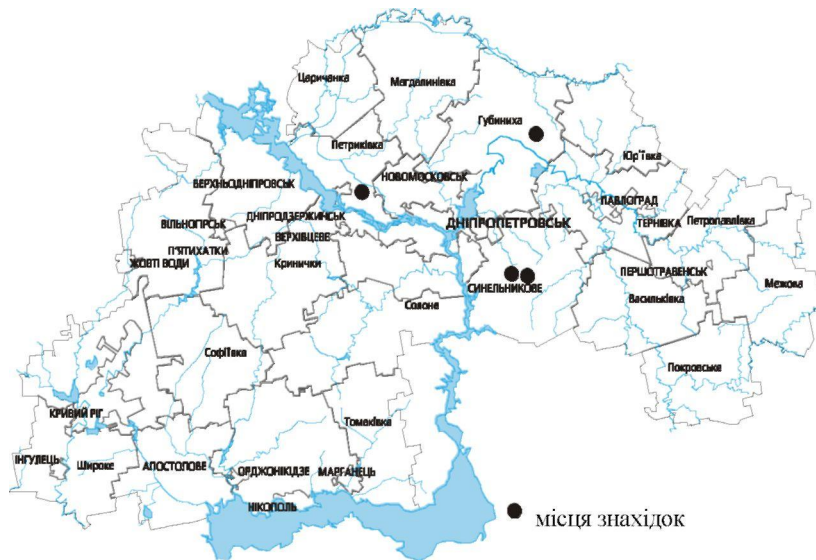 Царичанка
Магдалинівка
Губиниха
Петриківка
Юр'ївка
НОВОМОСКОВСЬК
ВЕРХНЬОДНІПРОВСЬК
ПАВЛОГРАД
ДНІПРОДЗЕРЖИНСЬК
ВІЛЬНОГІРСЬК
ДНІПРОПЕТРОВСЬК
ТЕРНІВКА
Петропавлівка
ВЕРХІВЦЕВЕ
П'ЯТИХАТКИ
ЖОВТІ ВОДИ
Кринички
ПЕРШОТРАВЕНСЬК
Межова
СИНЕЛЬНИКОВЕ
Васильківка
Солоне
Софіївка
Покровське
КРИВИЙ РІГ
Томаківка
ІНГУЛЕЦЬ
Широке
АПОСТОЛОВЕ
ОРДЖОНІКІДЗЕ
МАРГАНЕЦЬ
НІКОПОЛЬ
місця знахідок